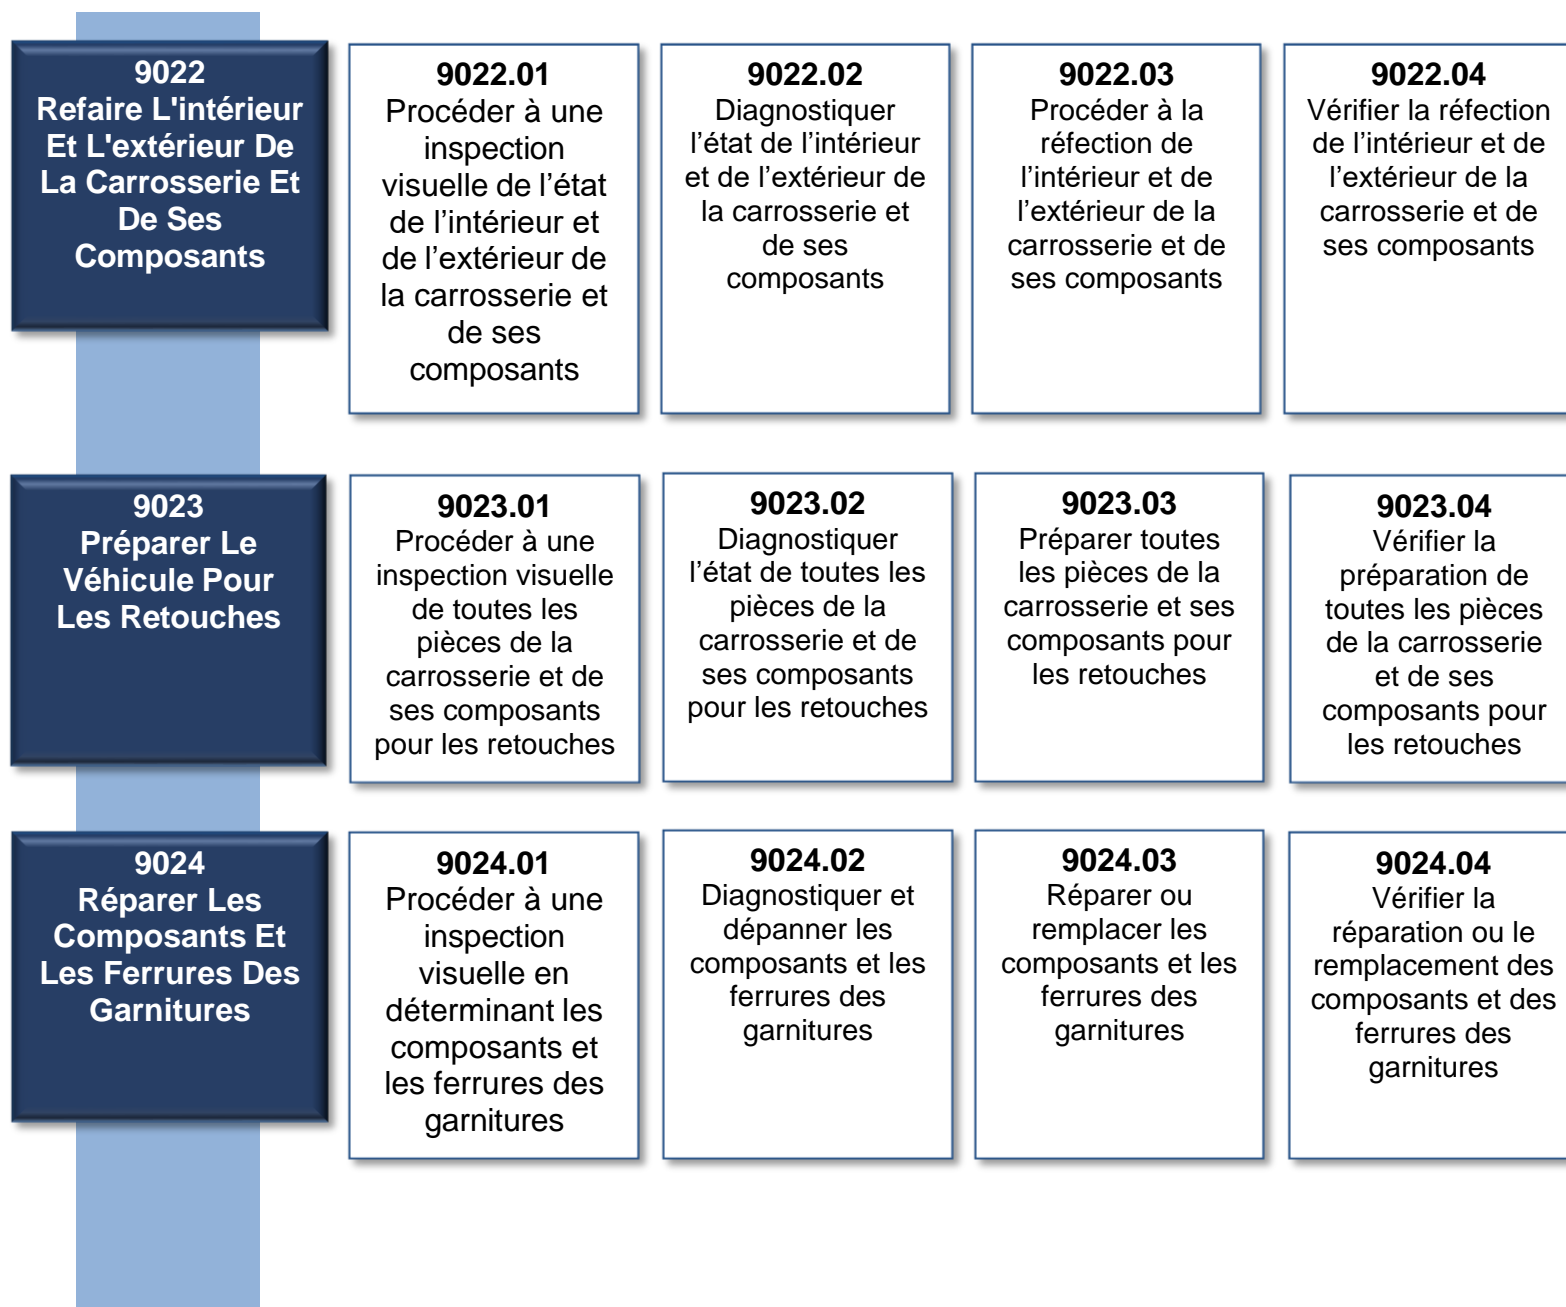 9022
Refaire L'intérieur
Et L'extérieur De
La Carrosserie Et
De Ses
Composants
9022.01
Procéder à une
inspection
visuelle de l’état
de l’intérieur et
de l’extérieur de
la carrosserie et
de ses
composants
9022.02
Diagnostiquer
l’état de l’intérieur
et de l’extérieur de
la carrosserie et
de ses
composants
9022.03
Procéder à la
réfection de
l’intérieur et de
l’extérieur de la
carrosserie et de
ses composants
9022.04
Vérifier la réfection
de l’intérieur et de
l’extérieur de la
carrosserie et de
ses composants
9023
Préparer Le
Véhicule Pour
Les Retouches
9023.01
Procéder à une
inspection visuelle
de toutes les
pièces de la
carrosserie et de
ses composants
pour les retouches
9023.02
Diagnostiquer
l’état de toutes les
pièces de la
carrosserie et de
ses composants
pour les retouches
9023.03
Préparer toutes
les pièces de la
carrosserie et ses
composants pour
les retouches
9023.04
Vérifier la
préparation de
toutes les pièces
de la carrosserie
et de ses
composants pour
les retouches
9024
Réparer Les
Composants Et
Les Ferrures Des
Garnitures
9024.01
Procéder à une
inspection
visuelle en
déterminant les
composants et
les ferrures des
garnitures
9024.02
Diagnostiquer et
dépanner les
composants et les
ferrures des
garnitures
9024.03
Réparer ou
remplacer les
composants et les
ferrures des
garnitures
9024.04
Vérifier la
réparation ou le
remplacement des
composants et des
ferrures des
garnitures